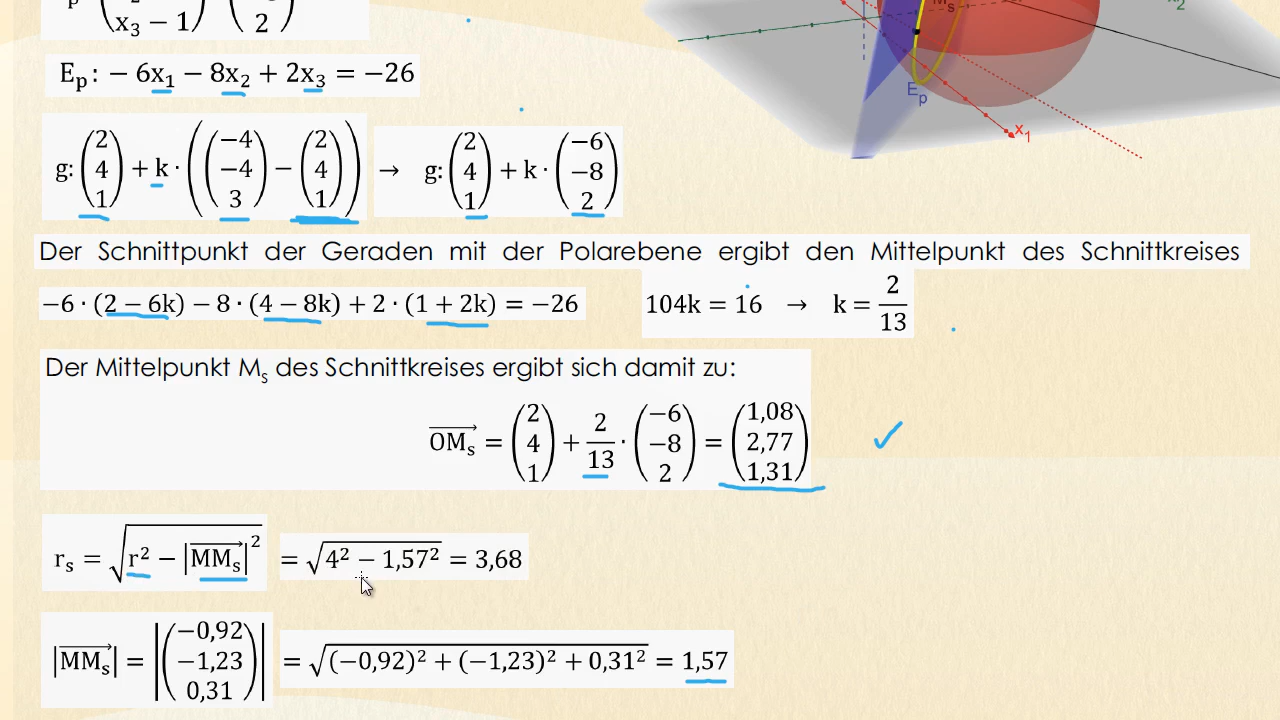 x₃ − 1) 2
Eₚ: − 6x₁ − 8x₂ + 2x₃ = −26
g: (2 4 1) + k · ((−4 −4 3) − (2 4 1)) → g: (2 4 1) + k · (−6 −8 2)
Der Schnittpunkt der Geraden mit der Polarebene ergibt den Mittelpunkt des Schnittkreises
−6 · (2 − 6k) − 8 · (4 − 8k) + 2 · (1 + 2k) = −26 104k = 16 → k = 2/13
Der Mittelpunkt Mₛ des Schnittkreises ergibt sich damit zu:
OMₛ = (2 4 1) + 2/13 · (−6 −8 2) = (1,08 2,77 1,31)
rₛ = √(r² − |MMₛ|²) = √(4² − 1,57²) = 3,68
|MMₛ| = |(−0,92 −1,23 0,31)| = √((−0,92)² + (−1,23)² + 0,31²) = 1,57
Mₛ
x₂
Eₚ
x₁